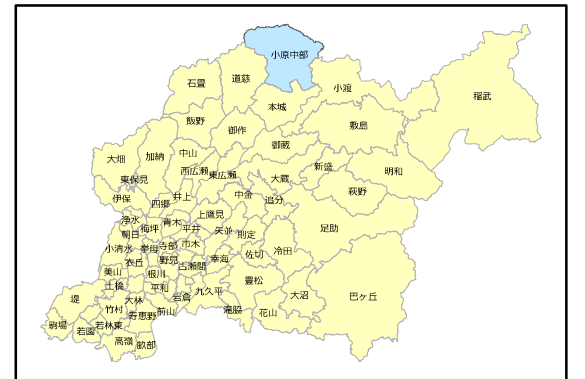 小原中部
道慈
石畳
小渡
稲武
本城
飯野
敷島
御作
御蔵
加納
中山
大畑
新盛
明和
西広瀬
東広瀬
大蔵
東保見
萩野
中金
追分
伊保
井上
四郷
上鷹見
浄水
青木
梅坪
平井
矢並
則定
足助
朝日
小清水
挙母
寺部
市木
冷田
佐切
幸海
衣丘
野見
古瀬間
美山
根川
豊松
土橋
平和
九久平
岩倉
大沼
巴ケ丘
堤
大林
竹村
寿恵野
前山
滝脇
花山
駒場
若園
若林東
高嶺
畝部